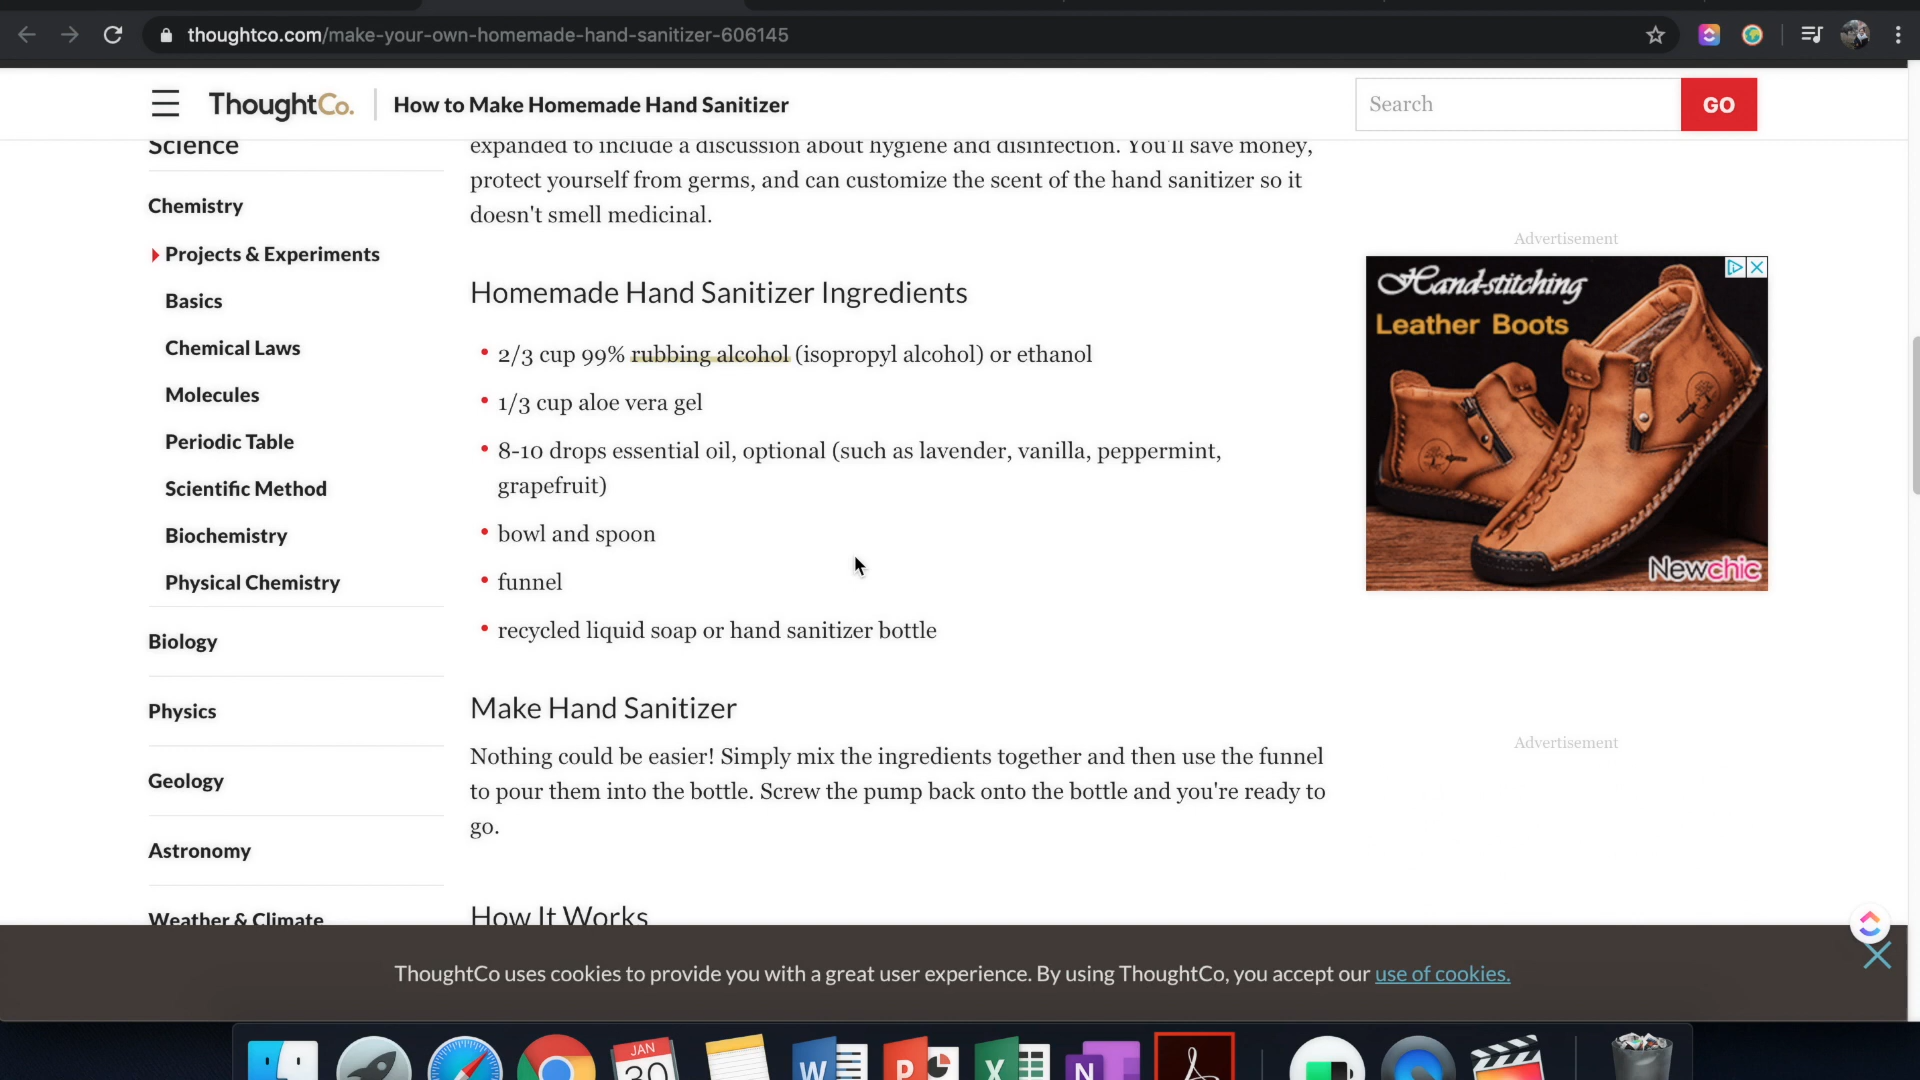 thoughtco.com/make-your-own-homemade-hand-sanitizer-606145
ThoughtCo.
How to Make Homemade Hand Sanitizer
Search
GO
Science
Chemistry
Projects & Experiments
Basics
Chemical Laws
Molecules
Periodic Table
Scientific Method
Biochemistry
Physical Chemistry
Biology
Physics
Geology
Astronomy
Weather & Climate
expanded to include a discussion about hygiene and disinfection. You'll save money,
protect yourself from germs, and can customize the scent of the hand sanitizer so it
doesn't smell medicinal.
Homemade Hand Sanitizer Ingredients
• 2/3 cup 99% rubbing alcohol (isopropyl alcohol) or ethanol
• 1/3 cup aloe vera gel
• 8-10 drops essential oil, optional (such as lavender, vanilla, peppermint,
grapefruit)
• bowl and spoon
• funnel
• recycled liquid soap or hand sanitizer bottle
Make Hand Sanitizer
Nothing could be easier! Simply mix the ingredients together and then use the funnel
to pour them into the bottle. Screw the pump back onto the bottle and you're ready to
go.
How It Works
Advertisement
Hand-stitching
Leather Boots
Newchic
Advertisement
ThoughtCo uses cookies to provide you with a great user experience. By using ThoughtCo, you accept our use of cookies.
JAN
30
W
P
X
N